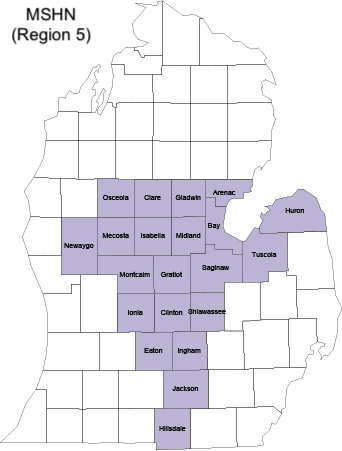 MSHN
(Region 5)
Osceola Clare Gladwin Arenac
Huron
Newaygo Mecosta Isabella Midland Bay
Tuscola
Montcaim Gratiot Saginaw
Ionia Clinton Shiawassee
Eaton Ingham
Jackson
Hillsdale